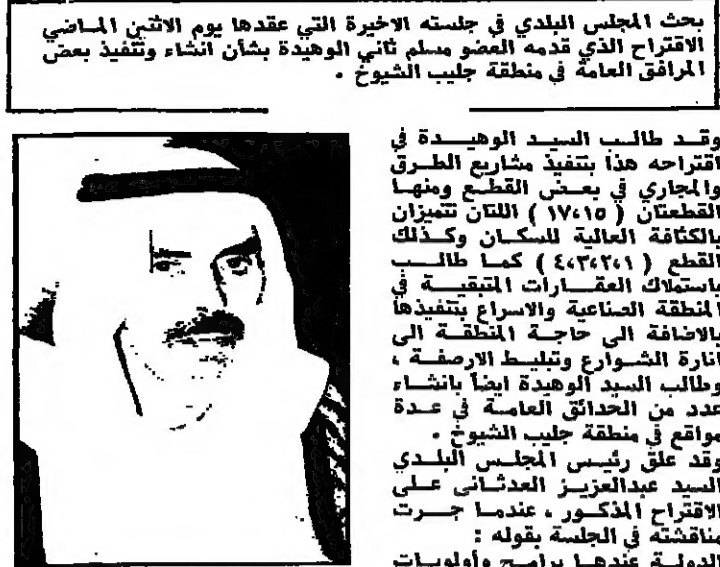 بحث المجلس البلدي في جلسته الاخيرة التي عقدها يوم الاثنين الماضي
الاقتراح الذي قدمه العضو مسلم ثاني الوهيدة بشأن انشاء وتنفيذ بعض
المرافق العامة في منطقة جليب الشيوخ .
وقد طالب السيد الوهيدة في
اقتراحه هذا بتنفيذ مشاريع الطرق
والمجاري في بعض القطع ومنها
القطعتان ( ١٧،١٥ ) اللتان تتميزان
بالكثافة العالية للسكان وكذلك
القطع ( ٤،٣،٢،١ ) كما طالب
باستملاك العقارات المتبقية في
المنطقة الصناعية والاسراع بتنفيذها
بالاضافة الى حاجة المنطقة الى
انارة الشوارع وتبليط الارصفة ،
وطالب السيد الوهيدة ايضاً بانشاء
عدد من الحدائق العامة في عدة
مواقع في منطقة جليب الشيوخ .
وقد علق رئيس المجلس البلدي
السيد عبدالعزيز العدثانى على
الاقتراح المذكور ، عندما جرت
مناقشته في الجلسة بقوله :
الدولة عندها برامج وأولويات